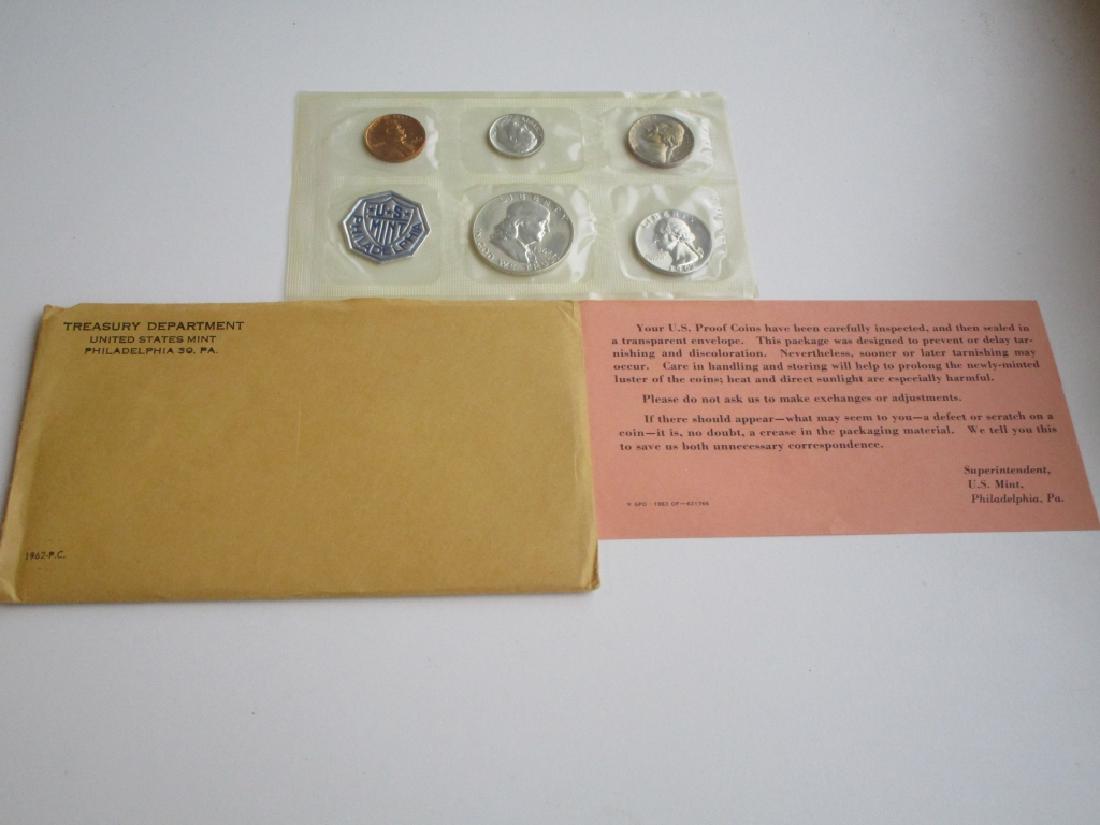 LIBERTY
U.S.
MINT
PHILADELPHIA
LIBERTY
TREASURY DEPARTMENT
UNITED STATES MINT
PHILADELPHIA 30, PA.
1962-P.C.
Your U.S. Proof Coins have been carefully inspected, and then sealed in
a transparent envelope. This package was designed to prevent or delay tar-
nishing and discoloration. Nevertheless, sooner or later tarnishing may
occur. Care in handling and storing will help to prolong the newly-minted
luster of the coins; heat and direct sunlight are especially harmful.
Please do not ask us to make exchanges or adjustments.
If there should appear—what may seem to you—a defect or scratch on a
coin—it is, no doubt, a crease in the packaging material. We tell you this
to save us both unnecessary correspondence.
Superintendent,
U.S. Mint,
Philadelphia, Pa.